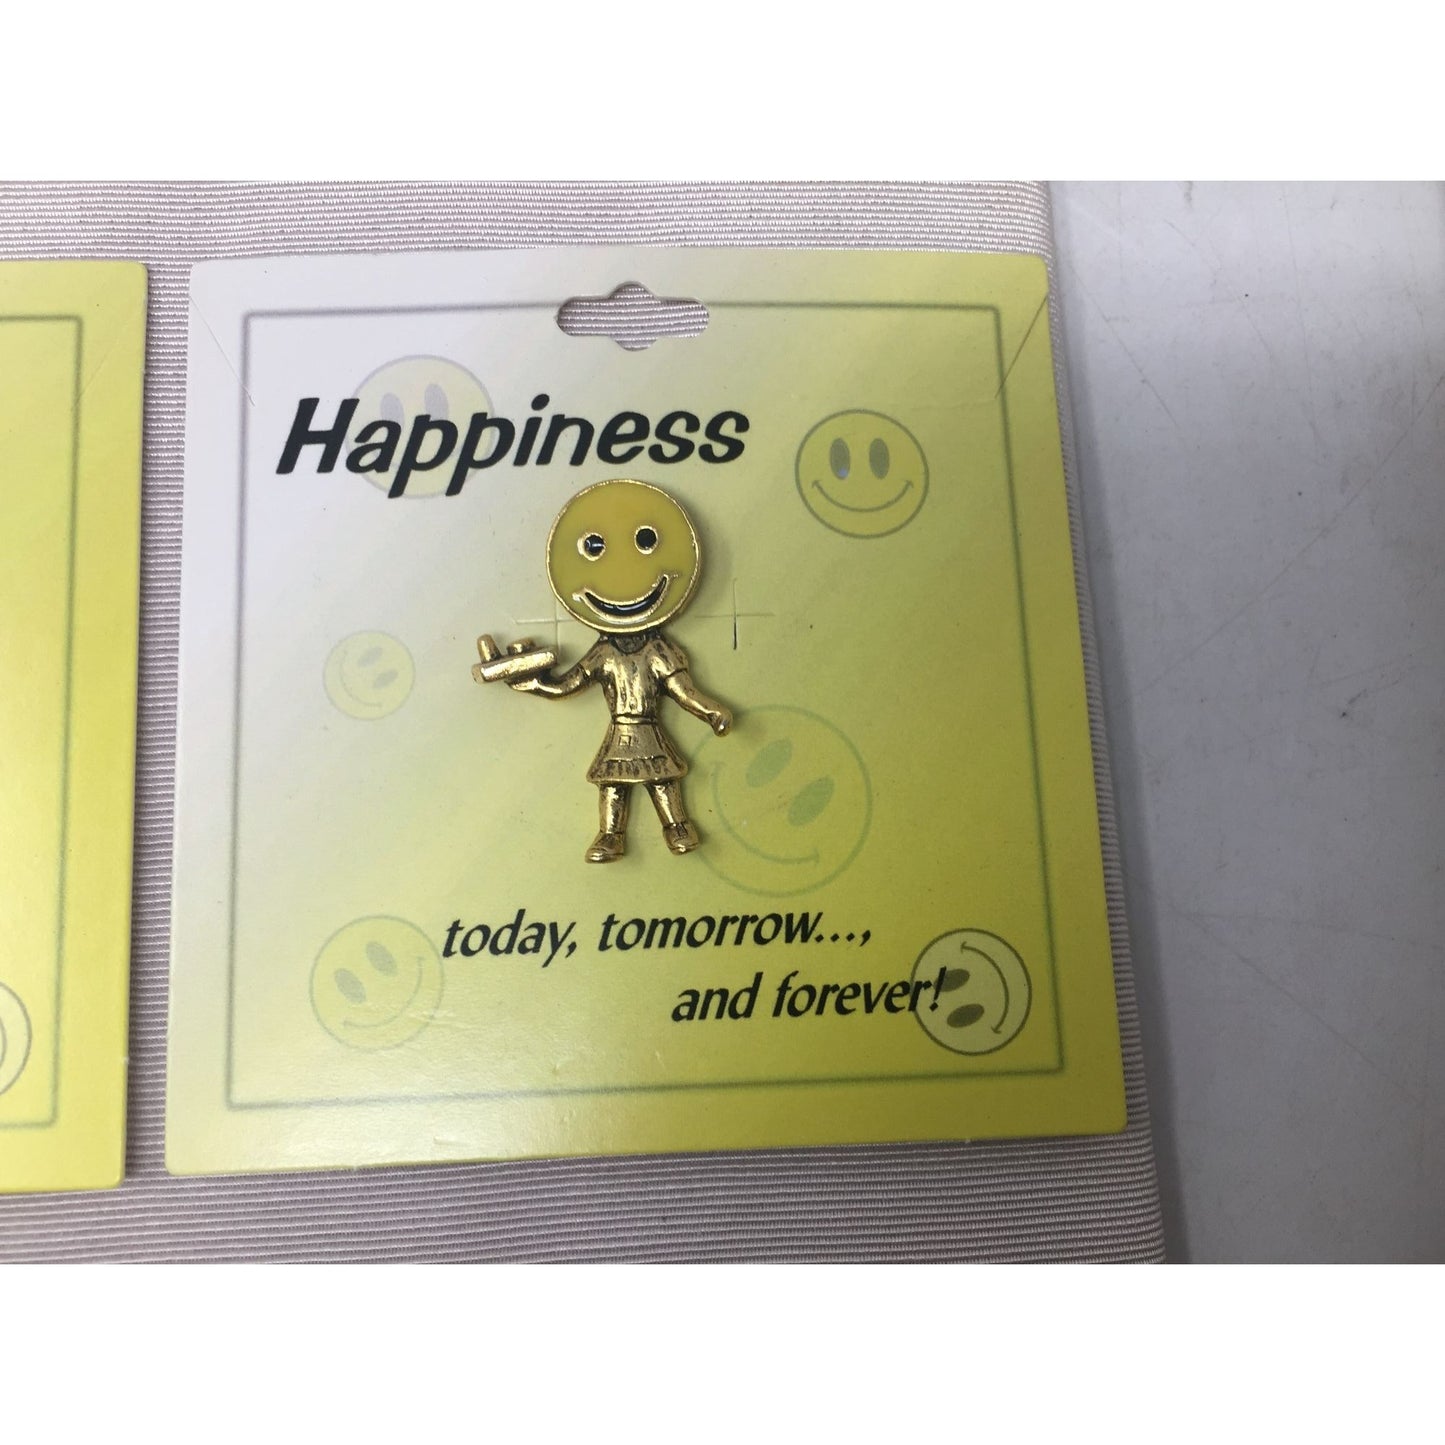 Happiness
today, tomorrow...,
and forever!